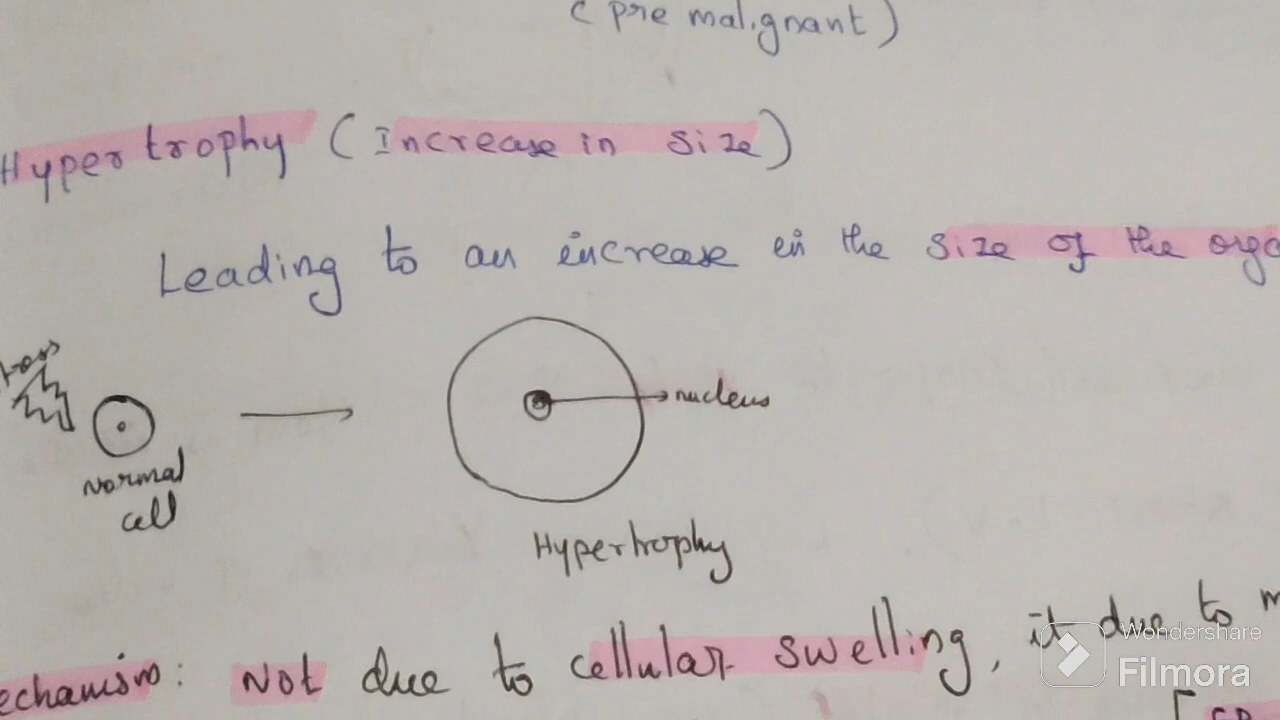 (pre malignant)
Hypertrophy (Increase in size)
Leading to an increase in the size of the orga
nucleus
Normal
cell
Hypertrophy
echanism: Not due to cellular swelling, it due to m
Wondershare
Filmora